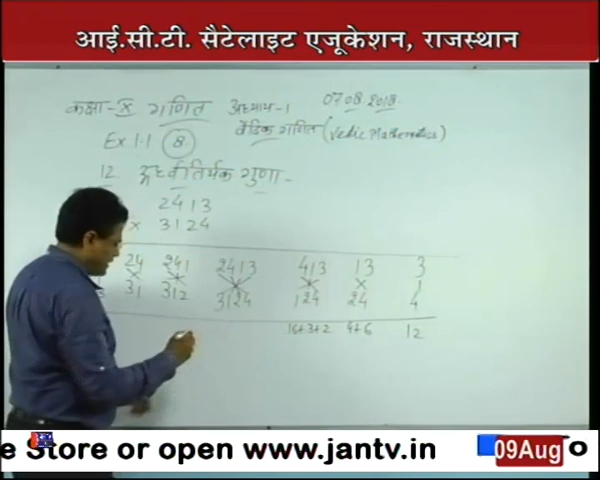 आई.सी.टी. सैटेलाइट एजूकेशन, राजस्थान
कक्षा-X गणित अध्याय-1 07.08.2018
Ex 1.1 8 वैदिक गणित (Vedic Mathematics)
12. ऊर्ध्वतिर्यक गुणा-
2413
× 3124
24 241 2413 413 13 3
31 312 3124 124 24 4
16+3+2 4+6 12
e Store or open www.jantv.in 09Aug